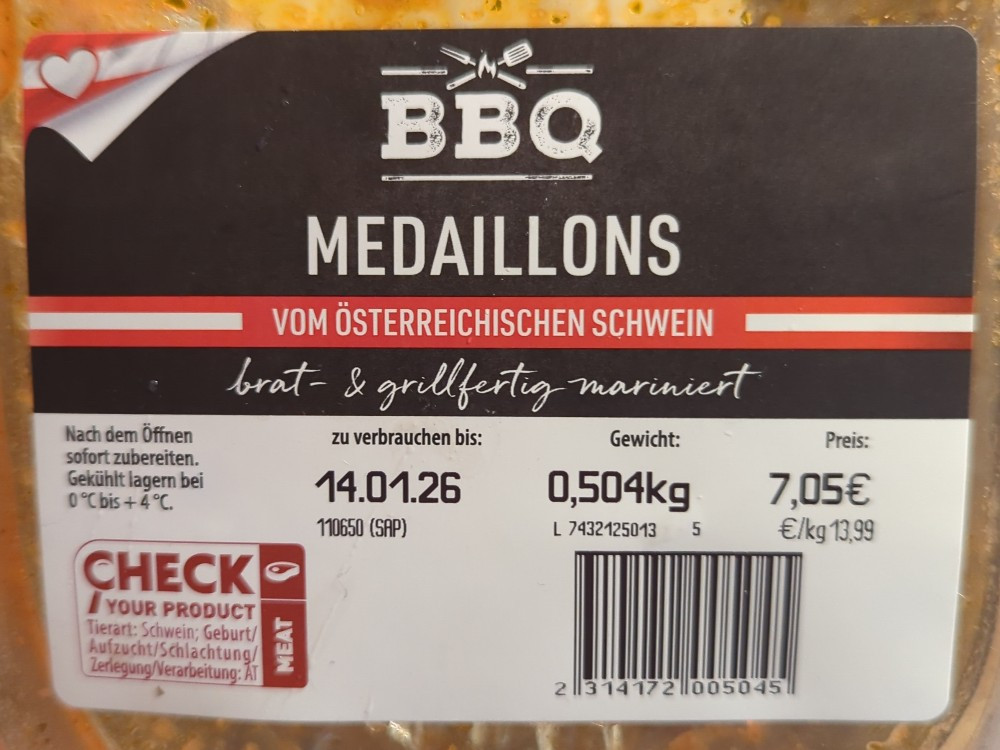 BBQ
MEDAILLONS
VOM ÖSTERREICHISCHEN SCHWEIN
brat- & grillfertig mariniert
Nach dem Öffnen
sofort zubereiten.
Gekühlt lagern bei
0 °C bis + 4 °C.
zu verbrauchen bis:
14.01.26
110650 (SAP)
Gewicht:
0,504kg
L 7432125013 5
Preis:
7,05€
€/kg 13,99
CHECK
YOUR PRODUCT
Tierart: Schwein; Geburt/
Aufzucht/Schlachtung/
Zerlegung/Verarbeitung: AT
MEAT
2 314172 005045